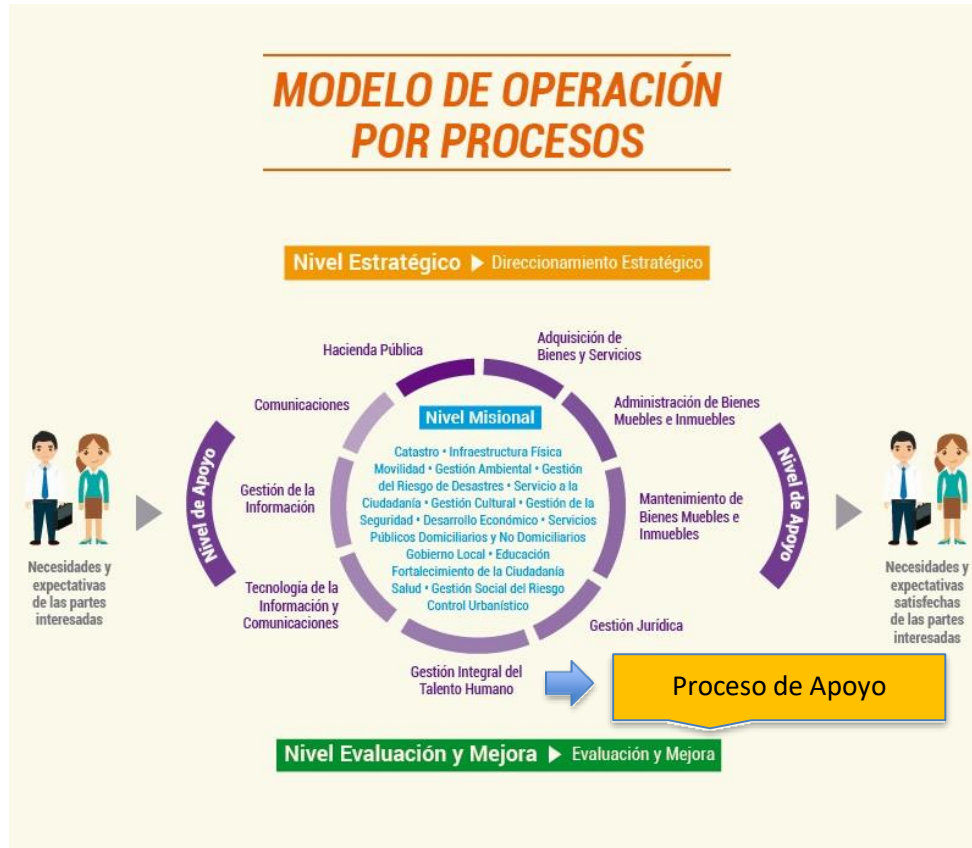 MODELO DE OPERACIÓN
POR PROCESOS
Nivel Estratégico ▶ Direccionamiento Estratégico
Hacienda Pública
Adquisición de
Bienes y Servicios
Comunicaciones
Administración de Bienes
Muebles e Inmuebles
Nivel de Apoyo
Gestión de la
Información
Tecnología de la
Información y
Comunicaciones
Nivel Misional
Catastro • Infraestructura Física
Movilidad • Gestión Ambiental • Gestión
del Riesgo de Desastres • Servicio a la
Ciudadanía • Gestión Cultural • Gestión de la
Seguridad • Desarrollo Económico • Servicios
Públicos Domiciliarios y No Domiciliarios
Gobierno Local • Educación
Fortalecimiento de la Ciudadanía
Salud • Gestión Social del Riesgo
Control Urbanístico
Mantenimiento de
Bienes Muebles e
Inmuebles
Nivel de Apoyo
Gestión Jurídica
Gestión Integral del
Talento Humano
Proceso de Apoyo
Necesidades y
expectativas
de las partes
interesadas
Necesidades y
expectativas
satisfechas
de las partes
interesadas
Nivel Evaluación y Mejora ▶ Evaluación y Mejora